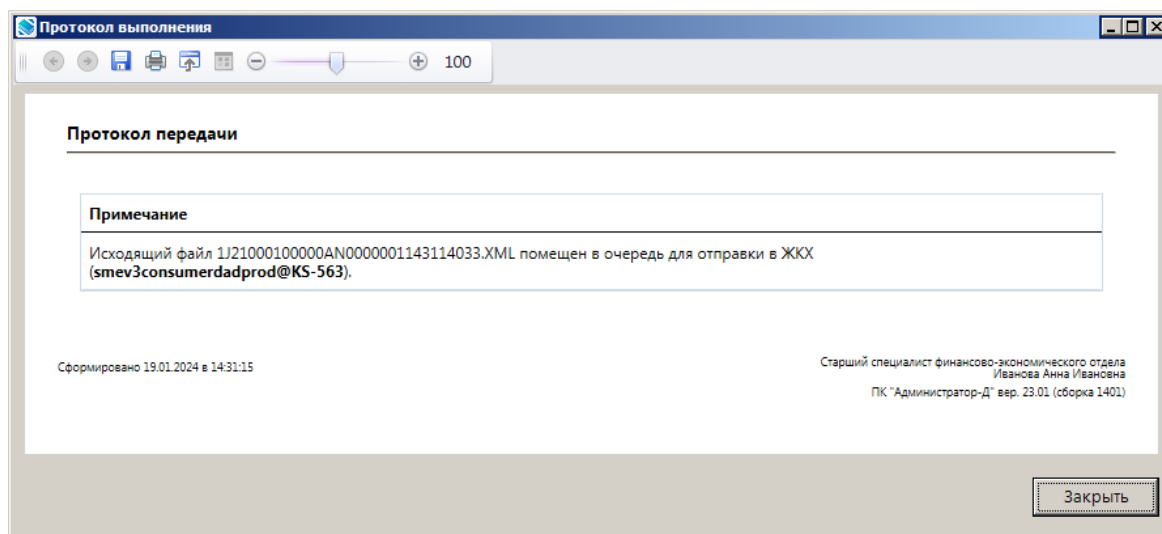 Протокол выполнения
100
Протокол передачи
Примечание
Исходящий файл 1J21000100000AN0000001143114033.XML помещен в очередь для отправки в ЖКХ
(smev3consumerdadprod@KS-563).
Сформировано 19.01.2024 в 14:31:15
Старший специалист финансово-экономического отдела
Иванова Анна Ивановна
ПК "Администратор-Д" вер. 23.01 (сборка 1401)
Закрыть